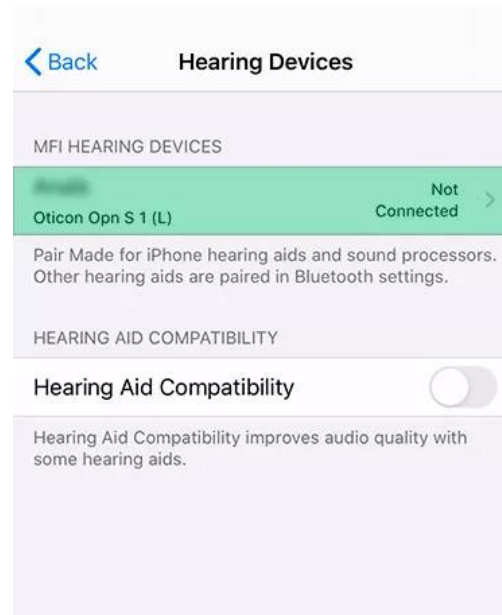 Back Hearing Devices
MFI HEARING DEVICES
Not
Oticon Opn S 1 (L) Connected
Pair Made for iPhone hearing aids and sound processors.
Other hearing aids are paired in Bluetooth settings.
HEARING AID COMPATIBILITY
Hearing Aid Compatibility
Hearing Aid Compatibility improves audio quality with
some hearing aids.